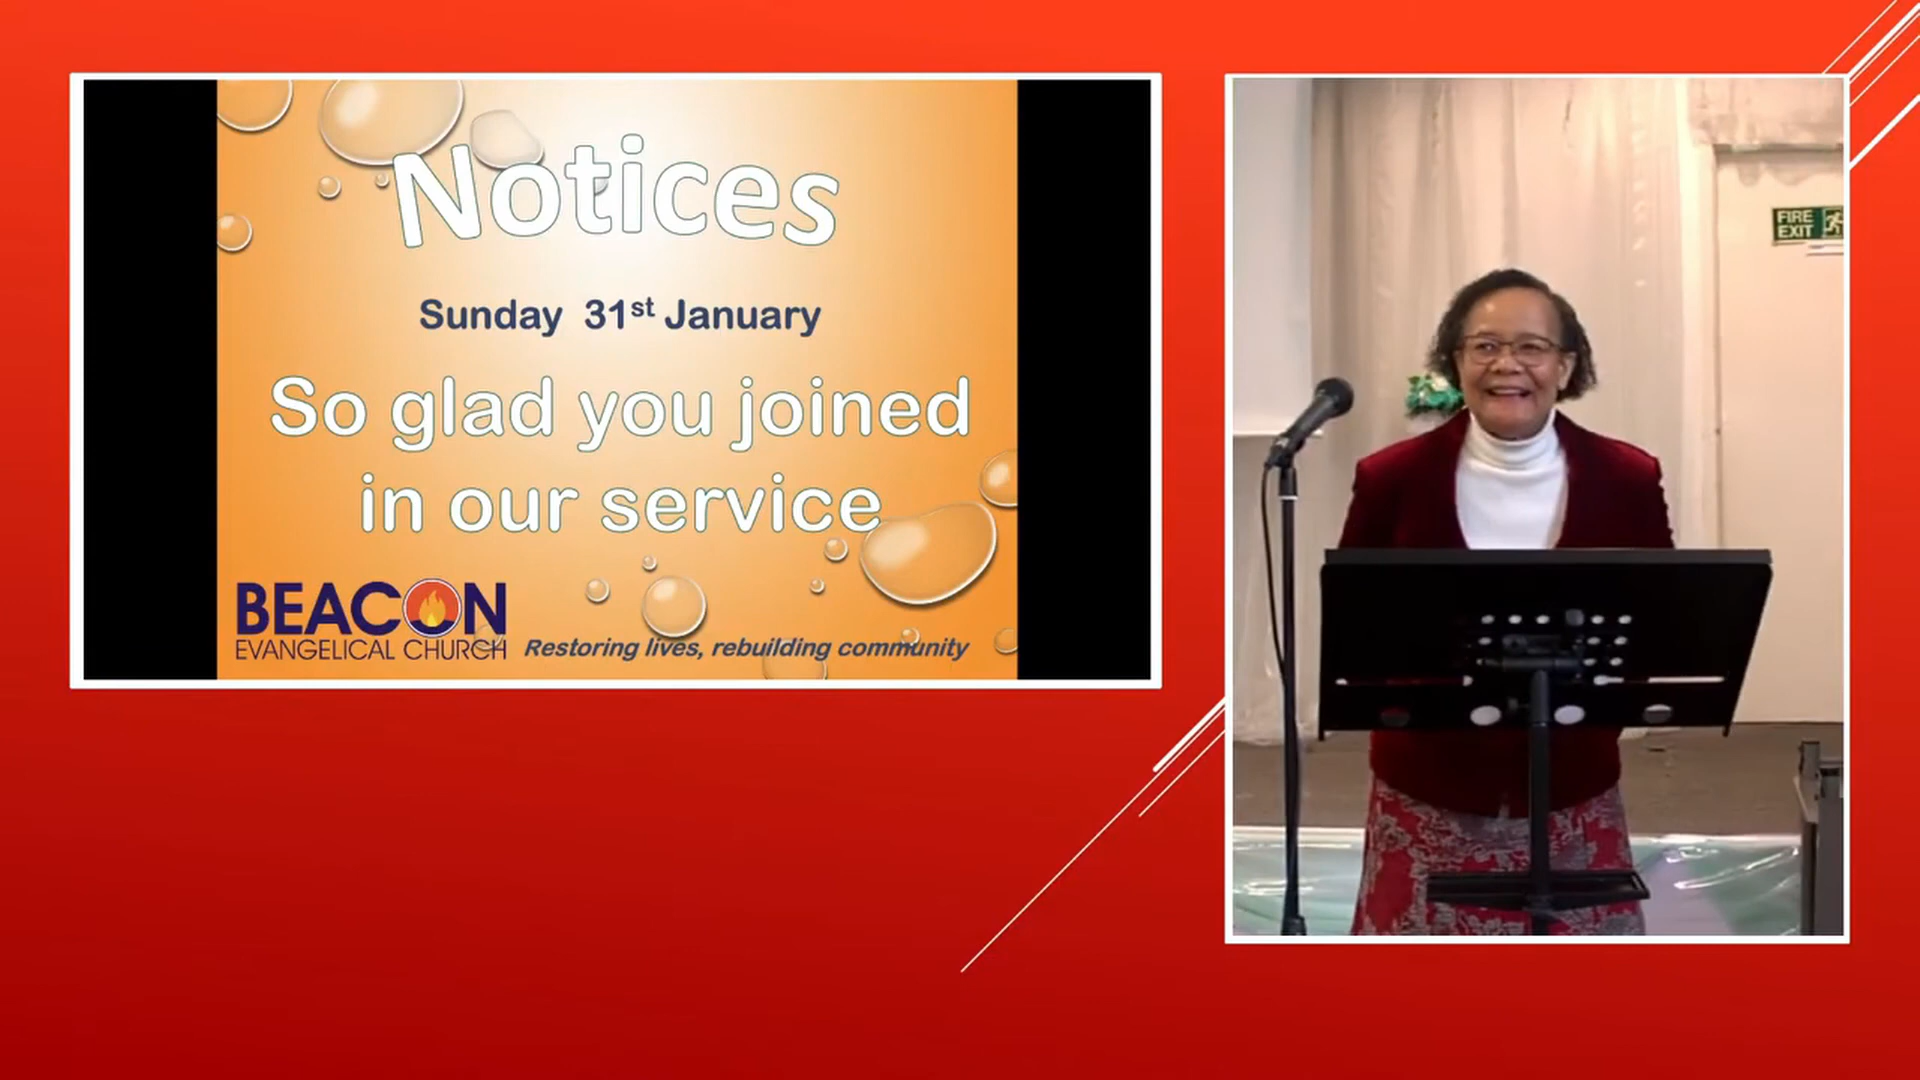 Notices
Sunday 31st January
So glad you joined
in our service
BEACON
EVANGELICAL CHURCH
Restoring lives, rebuilding community
FIRE
EXIT